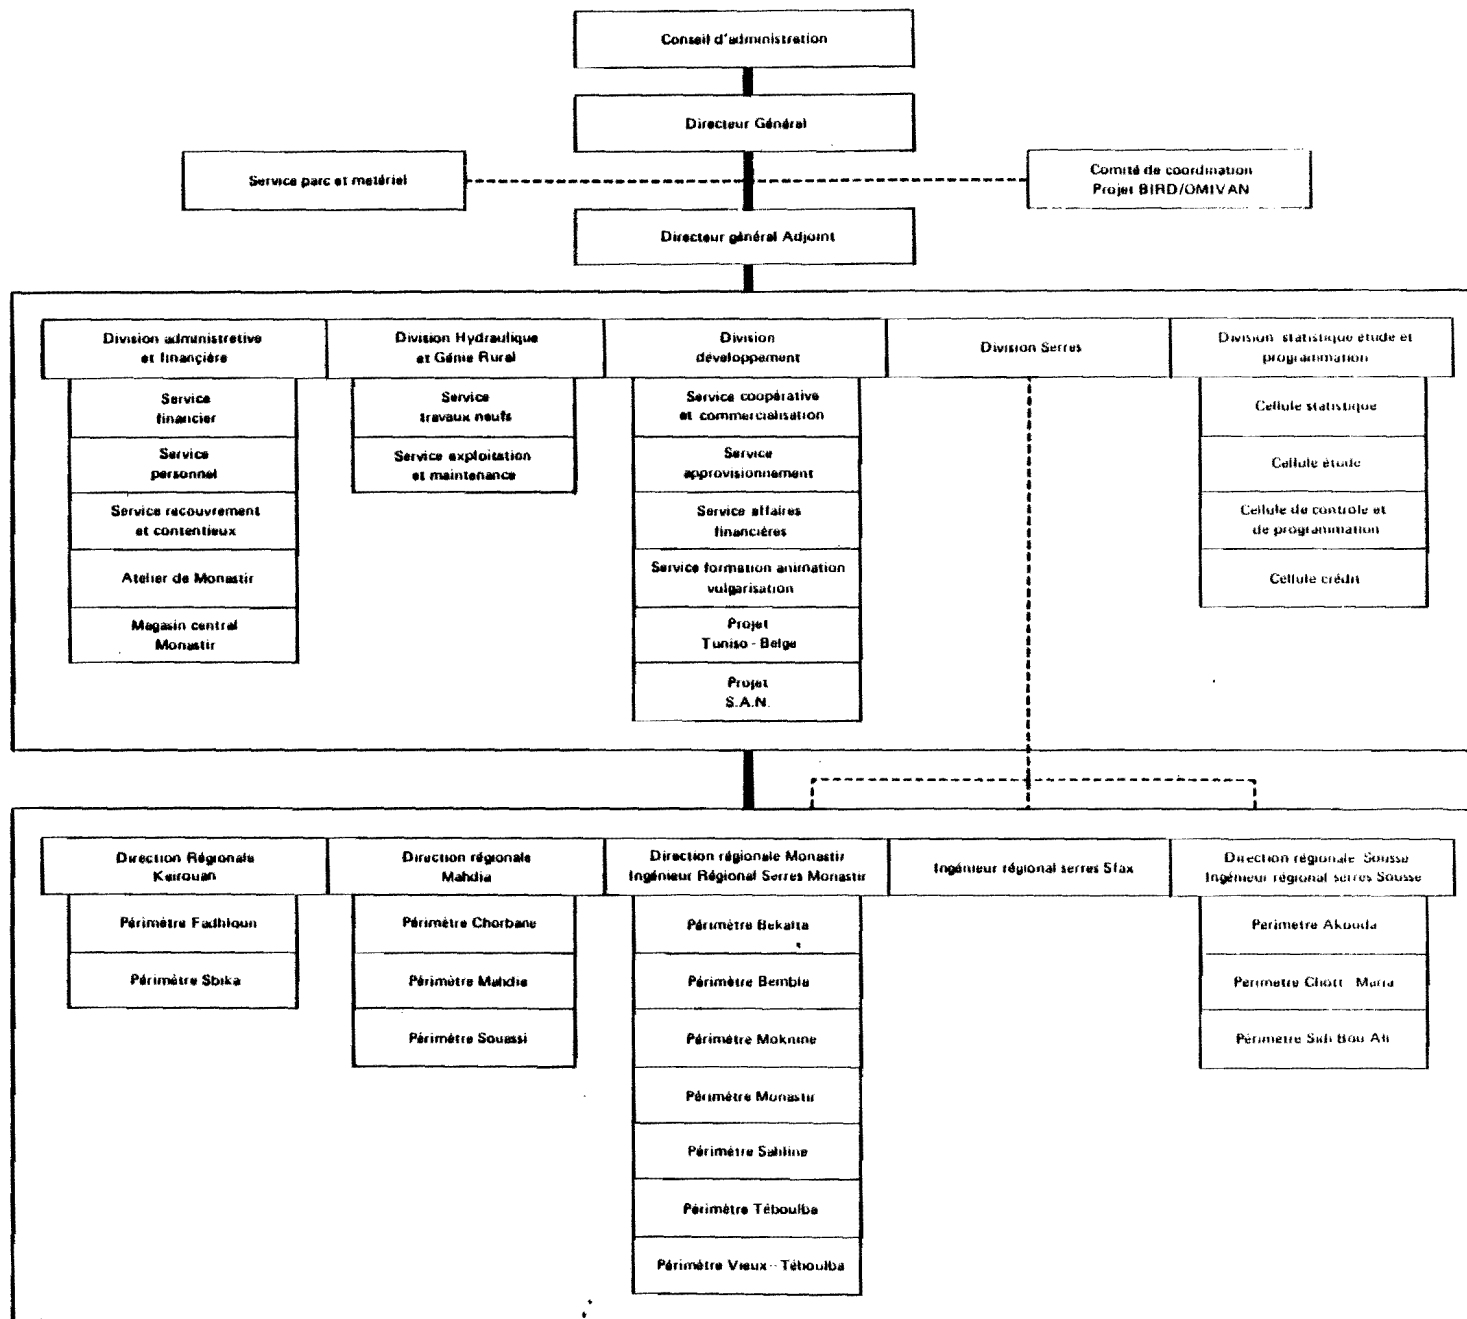 Conseil d'administration
Directeur Général
Service parc et metériel
Comité de coordination
Projet BIRD/OMIVAN
Directeur général Adjoint
Division administretive
et finançière
Division Hydraulique
et Génie Rural
Division
développement
Division Serres
Division statistique étude et
programmation
Service
financier
Service
personnel
Service recouvrement
et contentieux
Atelier de Monastir
Magasin central
Monastir
Service
travaux neufs
Service exploitation
et maintenance
Service coopérative
et commercialisation
Service
approvisionnement
Service affaires
financières
Service formation animation
vulgarisation
Projet
Tuniso - Belge
Projet
S.A.N.
Cellule statistique
Cellule étude
Cellule de controle et
de programmation
Cellule crédit
Direction Régionale
Keirouan
Direction régionale
Mahdia
Direction régionale Monastir
Ingénieur Régional Serres Monastir
Ingénieur régional serres Sfax
Direction régionale Sousse
Ingénieur régional serres Sousse
Périmètre Fadhloun
Périmètre Sbika
Périmètre Chorbane
Périmètre Mahdia
Périmètre Souassi
Périmètre Bekalta
Périmètre Bembla
Périmètre Moknine
Périmètre Monastir
Périmètre Sahline
Périmètre Téboulba
Périmètre Vieux - Téboulba
Périmetre Akouda
Périmetre Chott - Maria
Périmetre Sidi Bou Ali